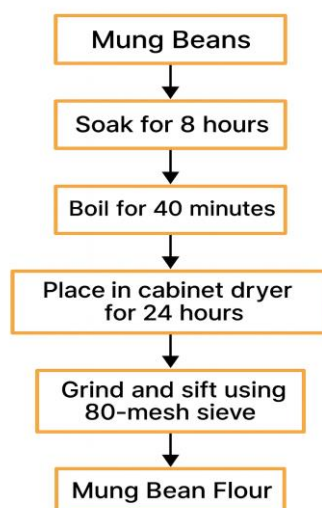 Mung Beans
Soak for 8 hours
Boil for 40 minutes
Place in cabinet dryer
for 24 hours
Grind and sift using
80-mesh sieve
Mung Bean Flour